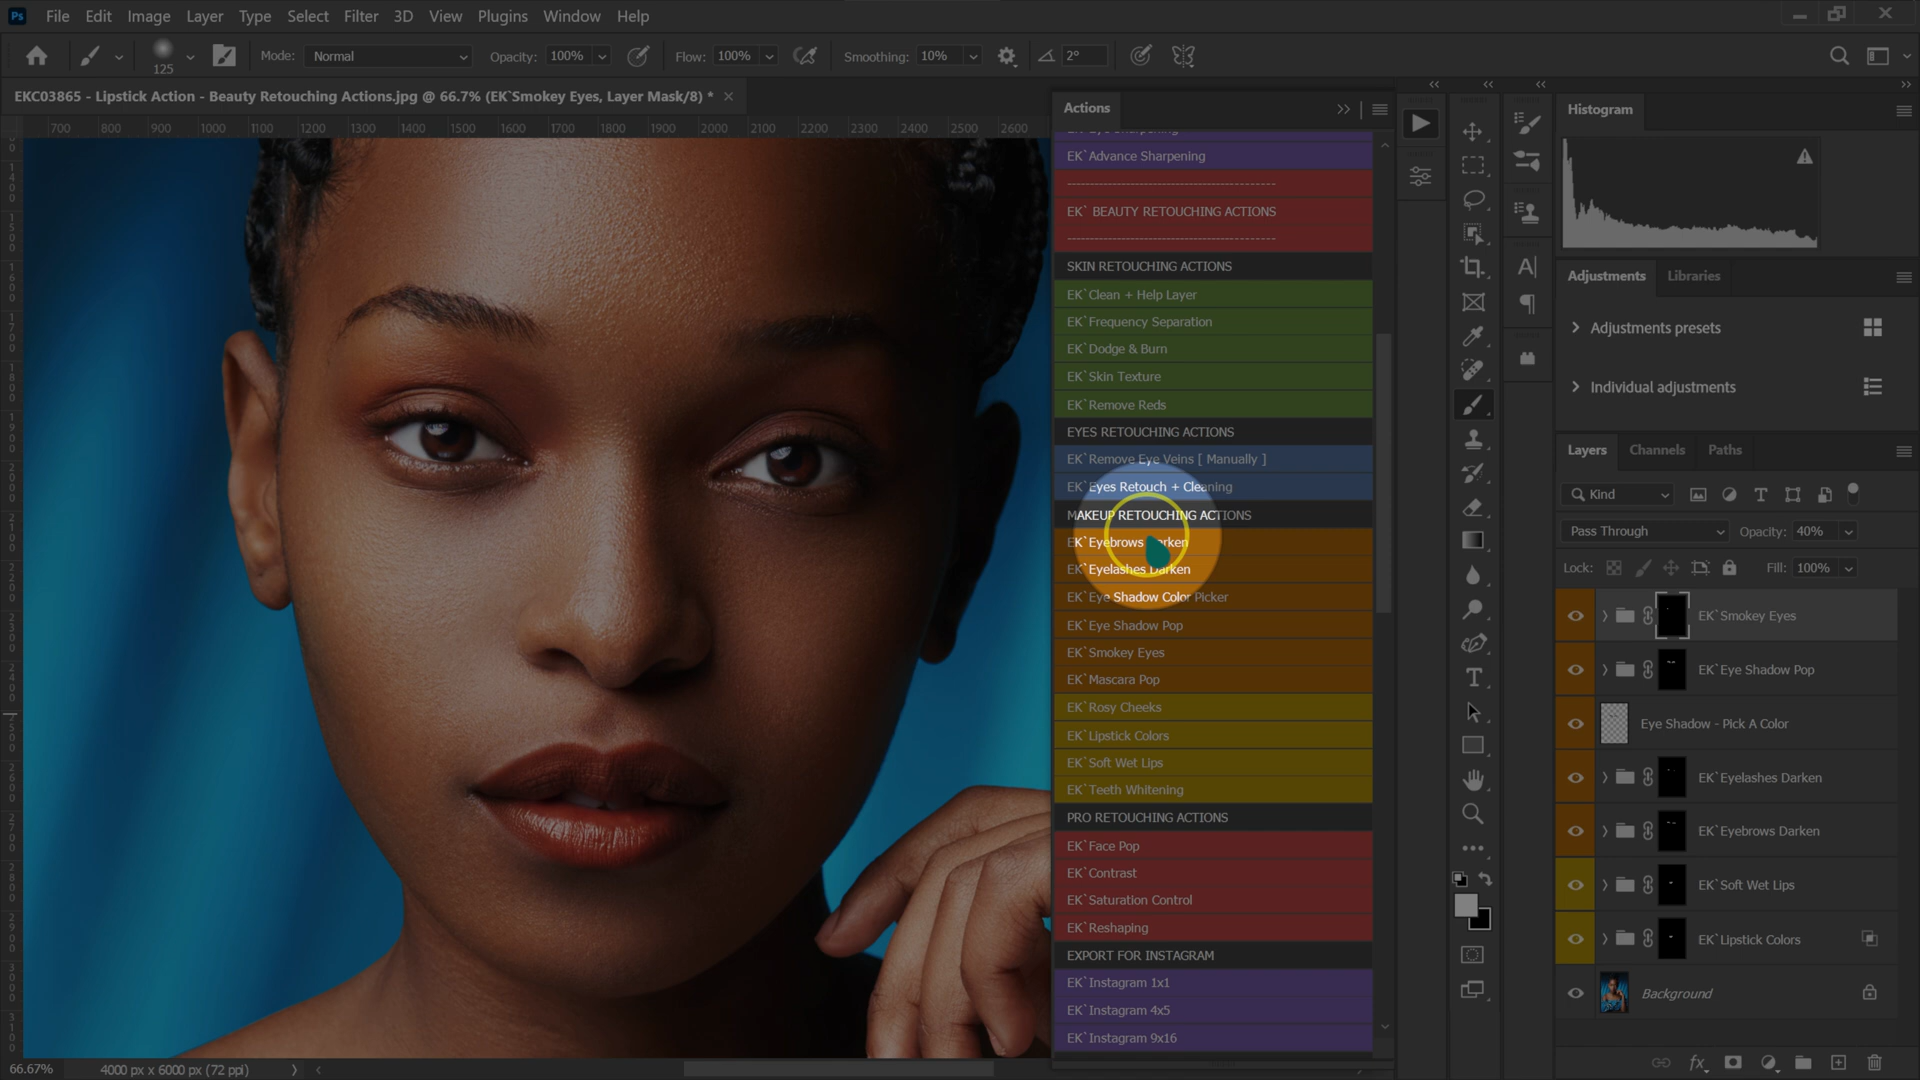 Ps File Edit Image Layer Type Select Filter 3D View Plugins Window Help
125 Mode: Normal Opacity: 100% Flow: 100% Smoothing: 10% 2°
EKC03865 - Lipstick Action - Beauty Retouching Actions.jpg @ 66.7% (EK`Smokey Eyes, Layer Mask/8) *
700 800 900 1000 1100 1200 1300 1400 1500 1600 1700 1800 1900 2000 2100 2200 2300 2400 2500 2600
Actions
EK`Eye Sharpening
EK`Advance Sharpening
EK` BEAUTY RETOUCHING ACTIONS
SKIN RETOUCHING ACTIONS
EK`Clean + Help Layer
EK`Frequency Separation
EK`Dodge & Burn
EK`Skin Texture
EK`Remove Reds
EYES RETOUCHING ACTIONS
EK`Remove Eye Veins [ Manually ]
EK`Eyes Retouch + Cleaning
MAKEUP RETOUCHING ACTIONS
EK`Eyebrows Darken
EK`Eyelashes Darken
EK`Eye Shadow Color Picker
EK`Eye Shadow Pop
EK`Smokey Eyes
EK`Mascara Pop
EK`Rosy Cheeks
EK`Lipstick Colors
EK`Soft Wet Lips
EK`Teeth Whitening
PRO RETOUCHING ACTIONS
EK`Face Pop
EK`Contrast
EK`Saturation Control
EK`Reshaping
EXPORT FOR INSTAGRAM
EK`Instagram 1x1
EK`Instagram 4x5
EK`Instagram 9x16
Histogram
Adjustments Libraries
Adjustments presets
Individual adjustments
Layers Channels Paths
Kind
Pass Through Opacity: 40%
Lock: Fill: 100%
EK`Smokey Eyes
EK`Eye Shadow Pop
Eye Shadow - Pick A Color
EK`Eyelashes Darken
EK`Eyebrows Darken
EK`Soft Wet Lips
EK`Lipstick Colors
Background
66.67% 4000 px x 6000 px (72 ppi)